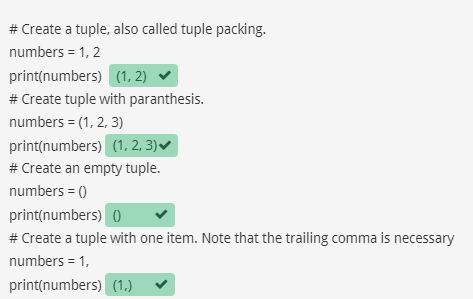 # Create a tuple, also called tuple packing.
numbers = 1, 2
print(numbers) (1, 2)
# Create tuple with paranthesis.
numbers = (1, 2, 3)
print(numbers) (1, 2, 3)
# Create an empty tuple.
numbers = ()
print(numbers) ()
# Create a tuple with one item. Note that the trailing comma is necessary
numbers = 1,
print(numbers) (1,)